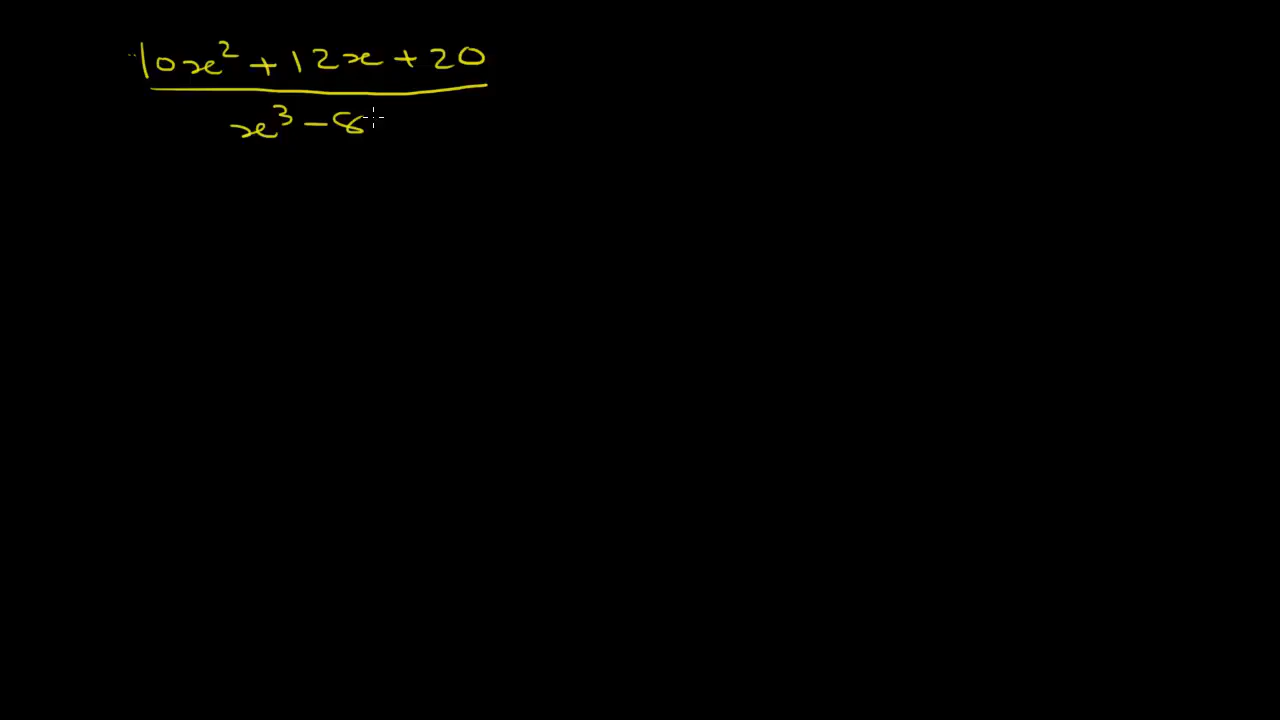 10x² + 12x + 20
x³ - 8